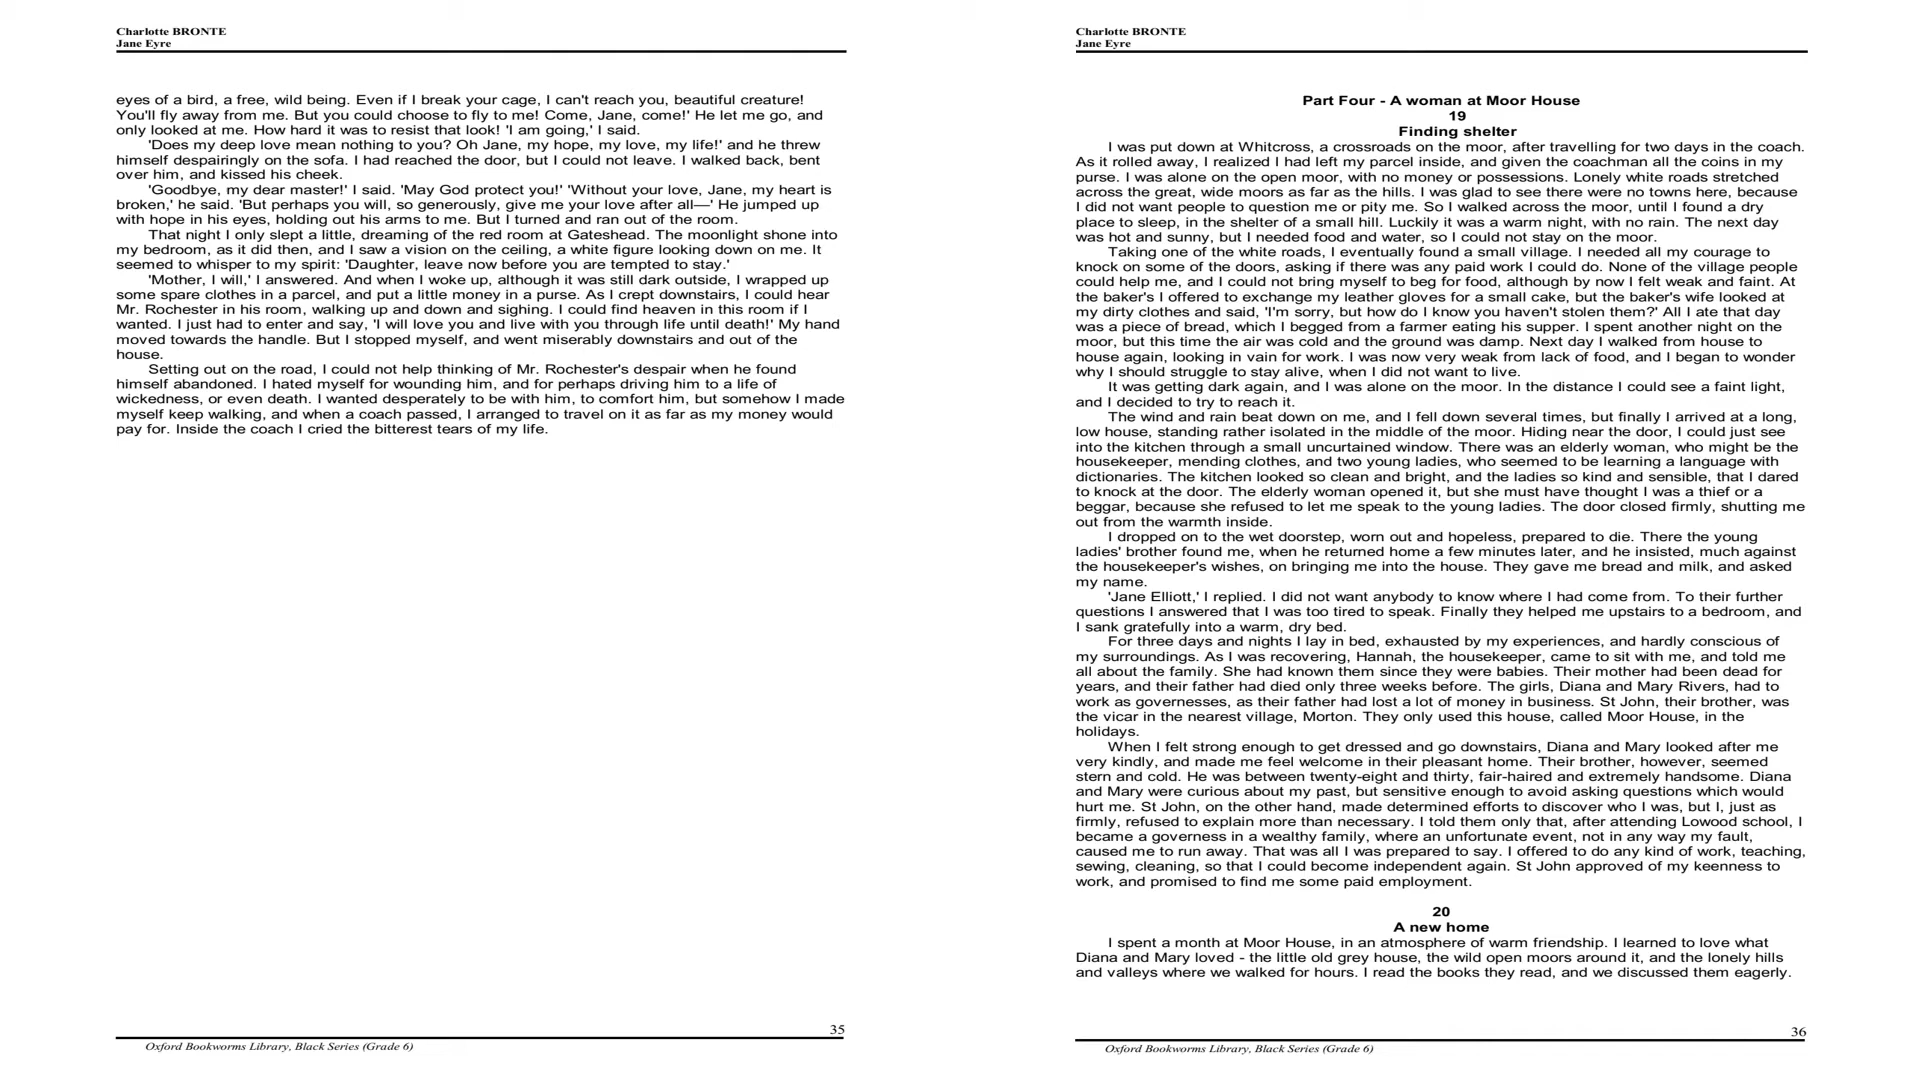 Charlotte BRONTE
Jane Eyre
eyes of a bird, a free, wild being. Even if I break your cage, I can't reach you, beautiful creature!
You'll fly away from me. But you could choose to fly to me! Come, Jane, come!' He let me go, and
only looked at me. How hard it was to resist that look! 'I am going,' I said.
'Does my deep love mean nothing to you? Oh Jane, my hope, my love, my life!' and he threw
himself despairingly on the sofa. I had reached the door, but I could not leave. I walked back, bent
over him, and kissed his cheek.
'Goodbye, my dear master!' I said. 'May God protect you!' 'Without your love, Jane, my heart is
broken,' he said. 'But perhaps you will, so generously, give me your love after all—' He jumped up
with hope in his eyes, holding out his arms to me. But I turned and ran out of the room.
That night I only slept a little, dreaming of the red room at Gateshead. The moonlight shone into
my bedroom, as it did then, and I saw a vision on the ceiling, a white figure looking down on me. It
seemed to whisper to my spirit: 'Daughter, leave now before you are tempted to stay.'
'Mother, I will,' I answered. And when I woke up, although it was still dark outside, I wrapped up
some spare clothes in a parcel, and put a little money in a purse. As I crept downstairs, I could hear
Mr. Rochester in his room, walking up and down and sighing. I could find heaven in this room if I
wanted. I just had to enter and say, 'I will love you and live with you through life until death!' My hand
moved towards the handle. But I stopped myself, and went miserably downstairs and out of the
house.
Setting out on the road, I could not help thinking of Mr. Rochester's despair when he found
himself abandoned. I hated myself for wounding him, and for perhaps driving him to a life of
wickedness, or even death. I wanted desperately to be with him, to comfort him, but somehow I made
myself keep walking, and when a coach passed, I arranged to travel on it as far as my money would
pay for. Inside the coach I cried the bitterest tears of my life.
35
Oxford Bookworms Library, Black Series (Grade 6)
Charlotte BRONTE
Jane Eyre
Part Four - A woman at Moor House
19
Finding shelter
I was put down at Whitcross, a crossroads on the moor, after travelling for two days in the coach.
As it rolled away, I realized I had left my parcel inside, and given the coachman all the coins in my
purse. I was alone on the open moor, with no money or possessions. Lonely white roads stretched
across the great, wide moors as far as the hills. I was glad to see there were no towns here, because
I did not want people to question me or pity me. So I walked across the moor, until I found a dry
place to sleep, in the shelter of a small hill. Luckily it was a warm night, with no rain. The next day
was hot and sunny, but I needed food and water, so I could not stay on the moor.
Taking one of the white roads, I eventually found a small village. I needed all my courage to
knock on some of the doors, asking if there was any paid work I could do. None of the village people
could help me, and I could not bring myself to beg for food, although by now I felt weak and faint. At
the baker's I offered to exchange my leather gloves for a small cake, but the baker's wife looked at
my dirty clothes and said, 'I'm sorry, but how do I know you haven't stolen them?' All I ate that day
was a piece of bread, which I begged from a farmer eating his supper. I spent another night on the
moor, but this time the air was cold and the ground was damp. Next day I walked from house to
house again, looking in vain for work. I was now very weak from lack of food, and I began to wonder
why I should struggle to stay alive, when I did not want to live.
It was getting dark again, and I was alone on the moor. In the distance I could see a faint light,
and I decided to try to reach it.
The wind and rain beat down on me, and I fell down several times, but finally I arrived at a long,
low house, standing rather isolated in the middle of the moor. Hiding near the door, I could just see
into the kitchen through a small uncurtained window. There was an elderly woman, who might be the
housekeeper, mending clothes, and two young ladies, who seemed to be learning a language with
dictionaries. The kitchen looked so clean and bright, and the ladies so kind and sensible, that I dared
to knock at the door. The elderly woman opened it, but she must have thought I was a thief or a
beggar, because she refused to let me speak to the young ladies. The door closed firmly, shutting me
out from the warmth inside.
I dropped on to the wet doorstep, worn out and hopeless, prepared to die. There the young
ladies' brother found me, when he returned home a few minutes later, and he insisted, much against
the housekeeper's wishes, on bringing me into the house. They gave me bread and milk, and asked
my name.
'Jane Elliott,' I replied. I did not want anybody to know where I had come from. To their further
questions I answered that I was too tired to speak. Finally they helped me upstairs to a bedroom, and
I sank gratefully into a warm, dry bed.
For three days and nights I lay in bed, exhausted by my experiences, and hardly conscious of
my surroundings. As I was recovering, Hannah, the housekeeper, came to sit with me, and told me
all about the family. She had known them since they were babies. Their mother had been dead for
years, and their father had died only three weeks before. The girls, Diana and Mary Rivers, had to
work as governesses, as their father had lost a lot of money in business. St John, their brother, was
the vicar in the nearest village, Morton. They only used this house, called Moor House, in the
holidays.
When I felt strong enough to get dressed and go downstairs, Diana and Mary looked after me
very kindly, and made me feel welcome in their pleasant home. Their brother, however, seemed
stern and cold. He was between twenty-eight and thirty, fair-haired and extremely handsome. Diana
and Mary were curious about my past, but sensitive enough to avoid asking questions which would
hurt me. St John, on the other hand, made determined efforts to discover who I was, but I, just as
firmly, refused to explain more than necessary. I told them only that, after attending Lowood school, I
became a governess in a wealthy family, where an unfortunate event, not in any way my fault,
caused me to run away. That was all I was prepared to say. I offered to do any kind of work, teaching,
sewing, cleaning, so that I could become independent again. St John approved of my keenness to
work, and promised to find me some paid employment.
20
A new home
I spent a month at Moor House, in an atmosphere of warm friendship. I learned to love what
Diana and Mary loved - the little old grey house, the wild open moors around it, and the lonely hills
and valleys where we walked for hours. I read the books they read, and we discussed them eagerly.
36
Oxford Bookworms Library, Black Series (Grade 6)